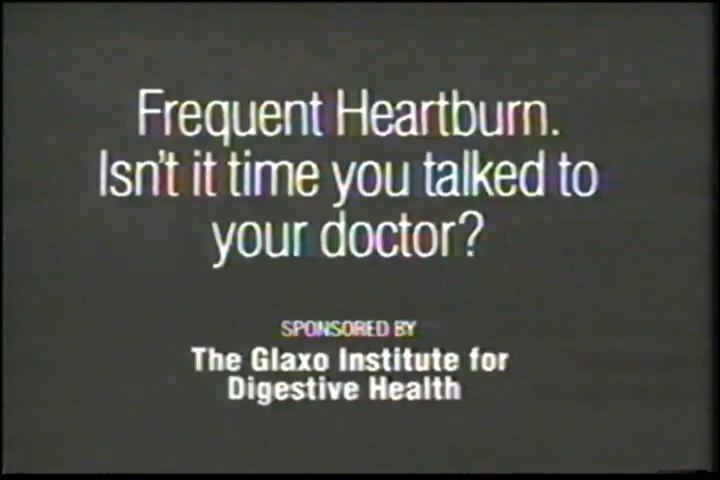 Frequent Heartburn.
Isn't it time you talked to
your doctor?
SPONSORED BY
The Glaxo Institute for
Digestive Health